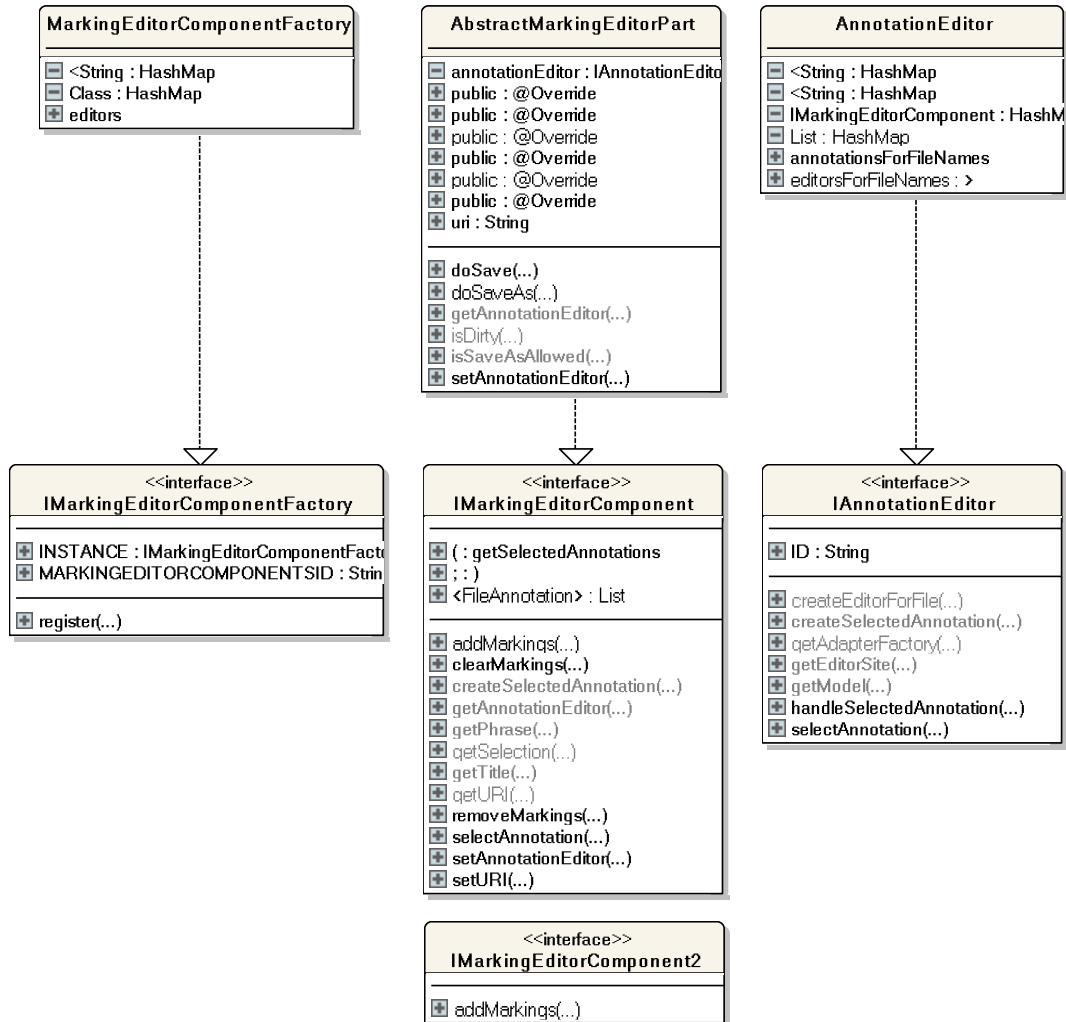 MarkingEditorComponentFactory
<String : HashMap
Class : HashMap
editors
AbstractMarkingEditorPart
annotationEditor : IAnnotationEdito
public : @Override
public : @Override
public : @Override
public : @Override
public : @Override
public : @Override
uri : String
doSave(...)
doSaveAs(...)
getAnnotationEditor(...)
isDirty(...)
isSaveAsAllowed(...)
setAnnotationEditor(...)
AnnotationEditor
<String : HashMap
<String : HashMap
IMarkingEditorComponent : HashM
List : HashMap
annotationsForFileNames
editorsForFileNames : >
<<interface>>
IMarkingEditorComponentFactory
INSTANCE : IMarkingEditorComponentFacto
MARKINGEDITORCOMPONENTSID : Strin
register(...)
<<interface>>
IMarkingEditorComponent
( : getSelectedAnnotations
; : )
<FileAnnotation> : List
addMarkings(...)
clearMarkings(...)
createSelectedAnnotation(...)
getAnnotationEditor(...)
getPhrase(...)
getSelection(...)
getTitle(...)
getURI(...)
removeMarkings(...)
selectAnnotation(...)
setAnnotationEditor(...)
setURI(...)
<<interface>>
IAnnotationEditor
ID : String
createEditorForFile(...)
createSelectedAnnotation(...)
getAdapterFactory(...)
getEditorSite(...)
getModel(...)
handleSelectedAnnotation(...)
selectAnnotation(...)
<<interface>>
IMarkingEditorComponent2
addMarkings(...)